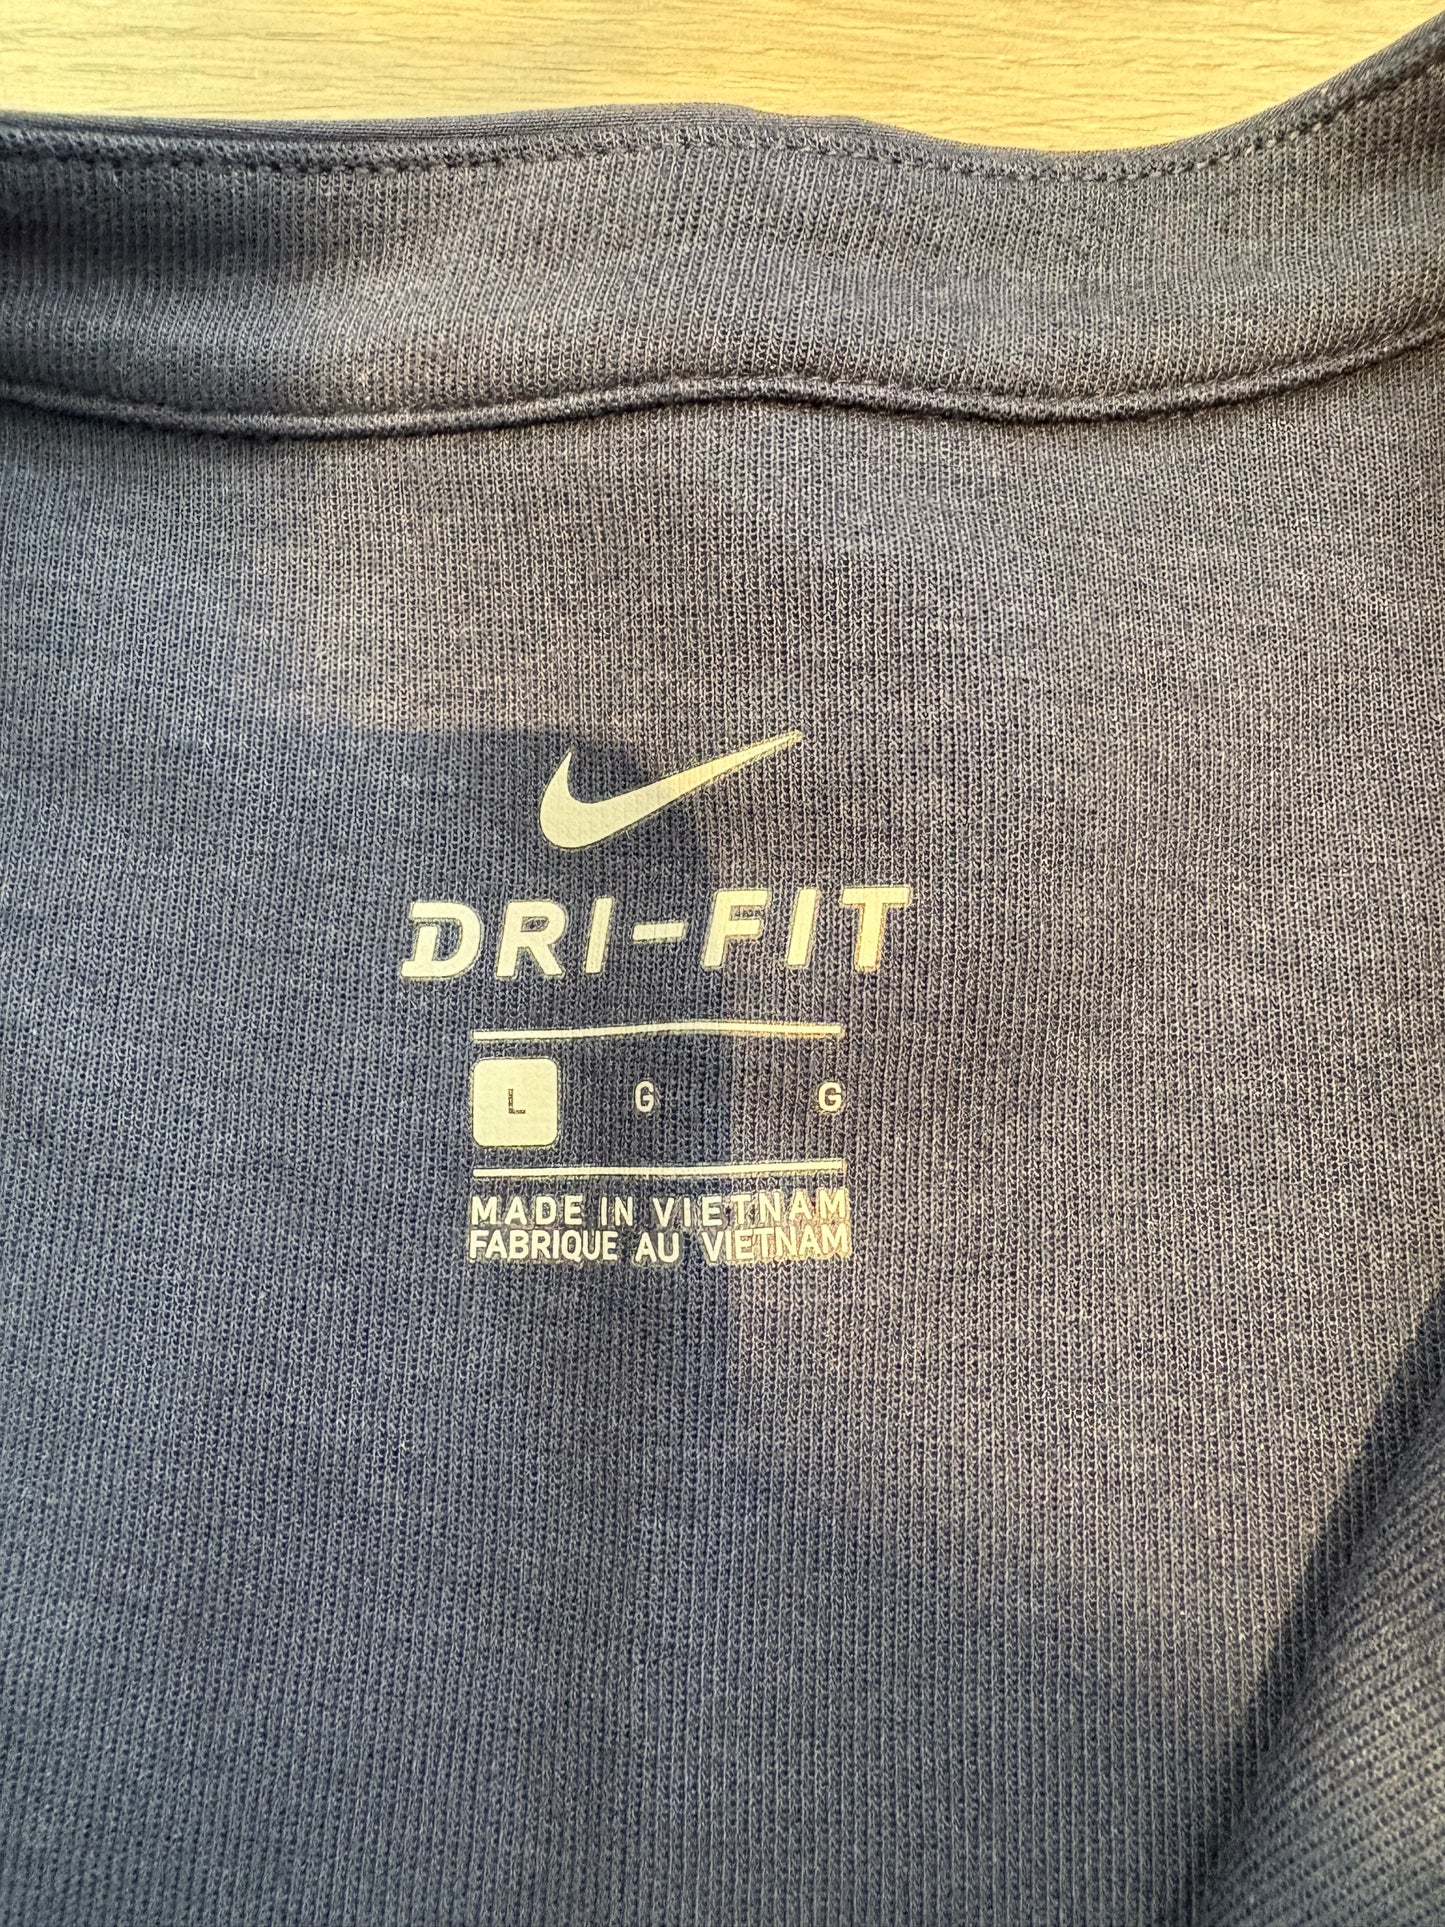 DRI-FIT
L G G
MADE IN VIETNAM
FABRIQUE AU VIETNAM